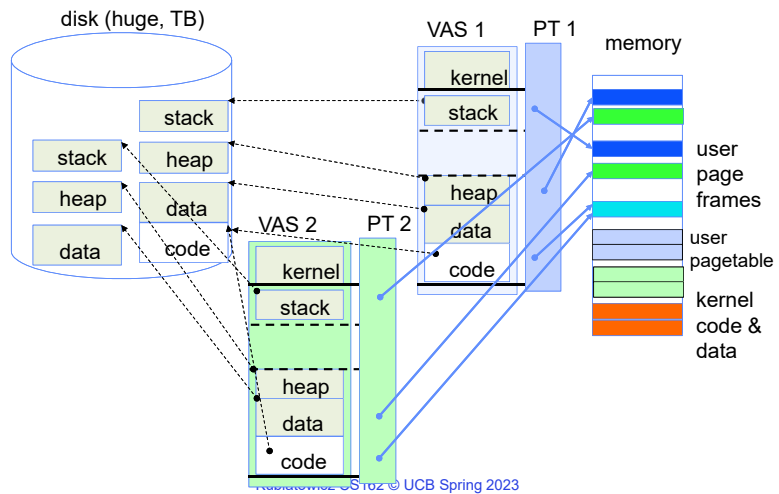 disk (huge, TB)
VAS 1
PT 1
memory
kernel
stack
stack
stack
heap
heap
heap
data
data
data
code
code
VAS 2
PT 2
kernel
stack
heap
data
code
user
page
frames
user
pagetable
kernel
code &
data
CS162 © UCB Spring 2023